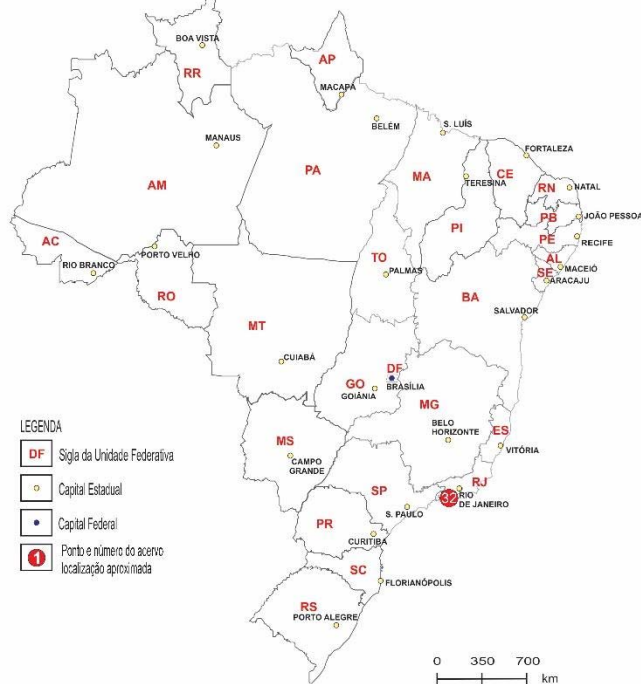 BOA VISTA
RR
AP
MACAPÁ
BELÉM
S. LUÍS
FORTALEZA
MANAUS
AM
PA
MA
TERESINA
CE
RN
NATAL
PB
JOÃO PESSOA
PI
PE
RECIFE
AC
RIO BRANCO
PORTO VELHO
RO
TO
PALMAS
AL
MACEIÓ
SE
ARACAJU
BA
SALVADOR
MT
CUIABÁ
DF
BRASÍLIA
GO
GOIÂNIA
MG
BELO
HORIZONTE
ES
VITÓRIA
MS
CAMPO
GRANDE
SP
S. PAULO
RJ
32
RIO
DE JANEIRO
PR
CURITIBA
SC
FLORIANÓPOLIS
RS
PORTO ALEGRE
LEGENDA
DF Sigla da Unidade Federativa
Capital Estadual
Capital Federal
1 Ponto e número do acervo
localização aproximada
0 350 700
km